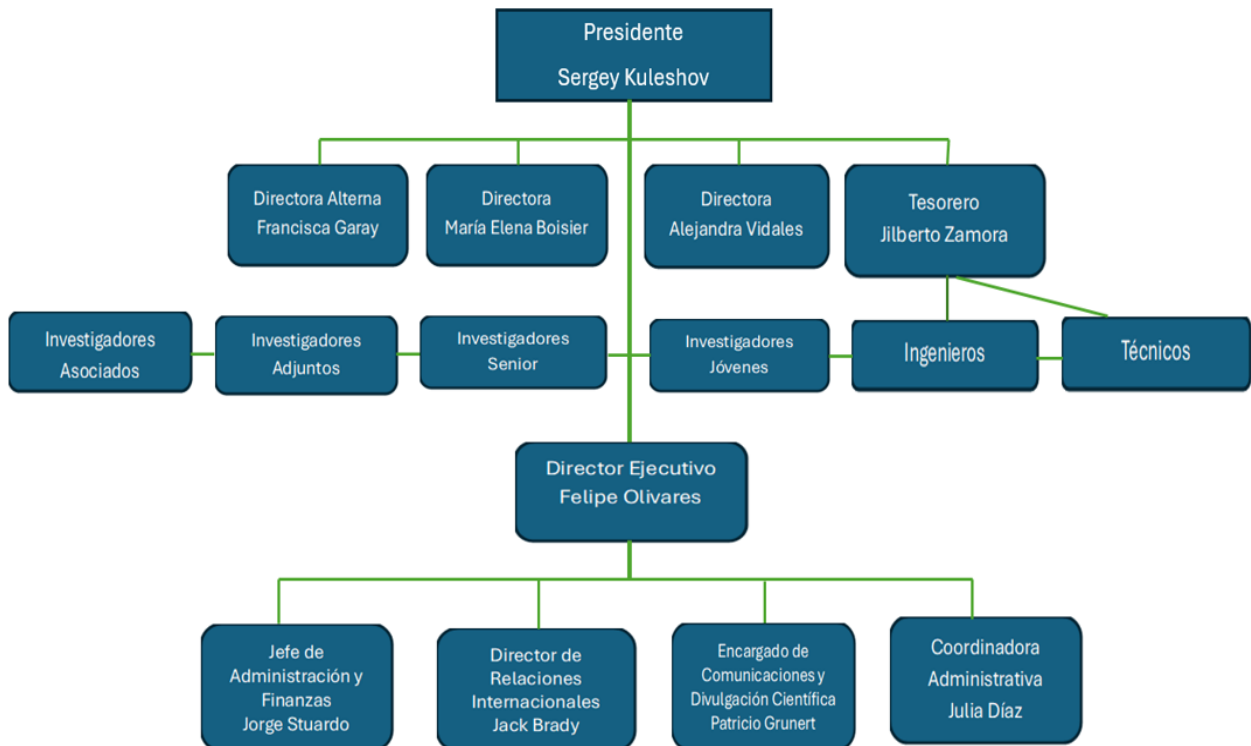 Presidente
Sergey Kuleshov
Directora Alterna
Francisca Garay
Directora
María Elena Boisier
Directora
Alejandra Vidales
Tesorero
Jilberto Zamora
Investigadores
Asociados
Investigadores
Adjuntos
Investigadores
Senior
Investigadores
Jóvenes
Ingenieros
Técnicos
Director Ejecutivo
Felipe Olivares
Jefe de
Administración y
Finanzas
Jorge Stuardo
Director de
Relaciones
Internacionales
Jack Brady
Encargado de
Comunicaciones y
Divulgación Científica
Patricio Grunert
Coordinadora
Administrativa
Julia Díaz